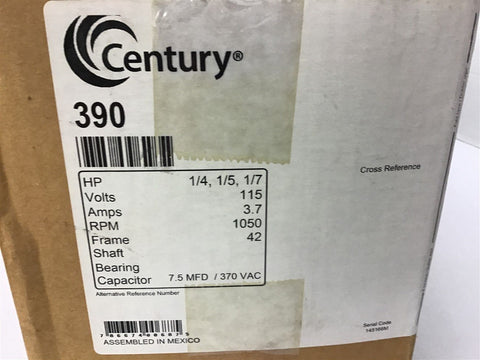 Century®
390
Cross Reference
HP 1/4, 1/5, 1/7
Volts 115
Amps 3.7
RPM 1050
Frame 42
Shaft
Bearing
Capacitor 7.5 MFD / 370 VAC
Alternative Reference Number
Serial Code
ASSEMBLED IN MEXICO